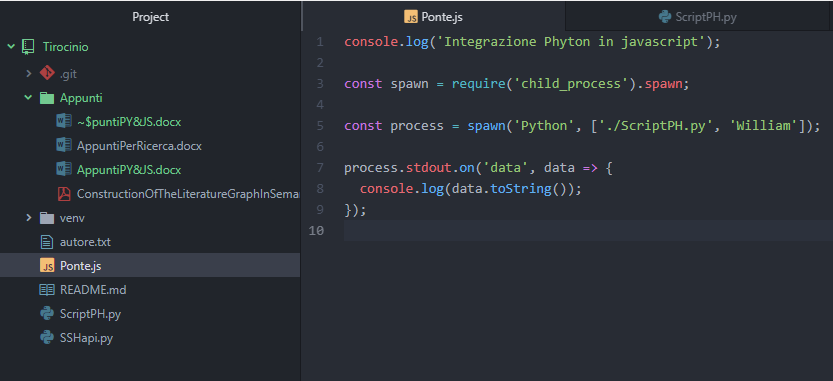 Project
Tirocinio
.git
Appunti
~$puntiPY&JS.docx
AppuntiPerRicerca.docx
AppuntiPY&JS.docx
ConstructionOfTheLiteratureGraphInSema
venv
autore.txt
JS Ponte.js
README.md
ScriptPH.py
SSHapi.py
JS Ponte.js
ScriptPH.py
1 console.log('Integrazione Phyton in javascript');
2
3 const spawn = require('child_process').spawn;
4
5 const process = spawn('Python', ['./ScriptPH.py', 'William']);
6
7 process.stdout.on('data', data => {
8   console.log(data.toString());
9 });
10